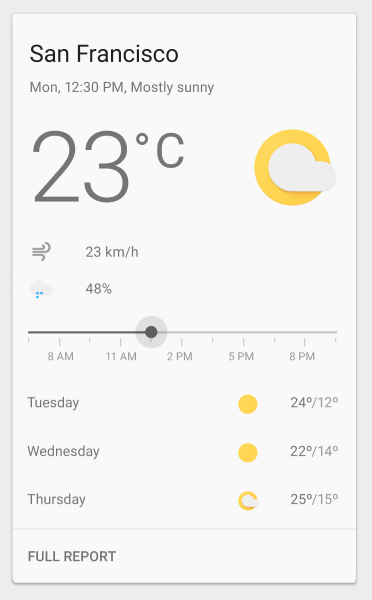 San Francisco
Mon, 12:30 PM, Mostly sunny
23°C
23 km/h
48%
8 AM 11 AM 2 PM 5 PM 8 PM
Tuesday 24º/12º
Wednesday 22º/14º
Thursday 25º/15º
FULL REPORT